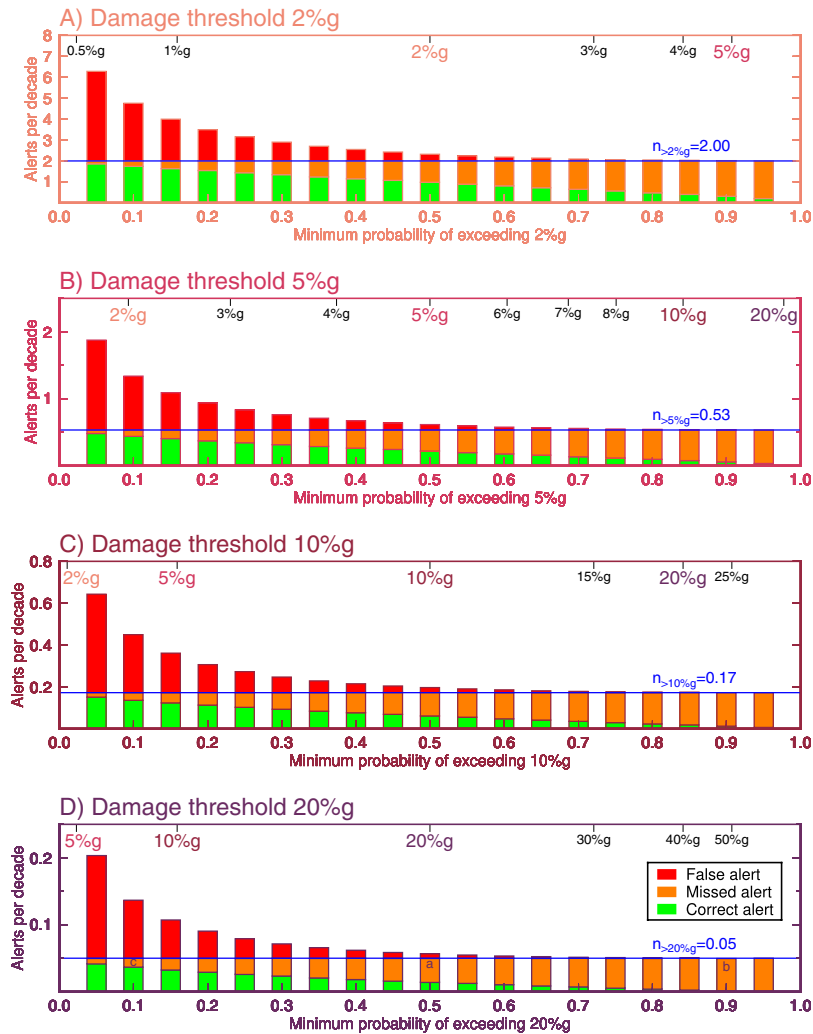 A) Damage threshold 2%g
0.5%g 1%g 2%g 3%g 4%g 5%g
Alerts per decade
8
7
6
5
4
3
2
1
n>2%g=2.00
0.0 0.1 0.2 0.3 0.4 0.5 0.6 0.7 0.8 0.9 1.0
Minimum probability of exceeding 2%g
B) Damage threshold 5%g
2%g 3%g 4%g 5%g 6%g 7%g 8%g 10%g 20%g
Alerts per decade
2
1
n>5%g=0.53
0.0 0.1 0.2 0.3 0.4 0.5 0.6 0.7 0.8 0.9 1.0
Minimum probability of exceeding 5%g
C) Damage threshold 10%g
2%g 5%g 10%g 15%g 20%g 25%g
Alerts per decade
0.8
0.6
0.4
0.2
n>10%g=0.17
0.0 0.1 0.2 0.3 0.4 0.5 0.6 0.7 0.8 0.9 1.0
Minimum probability of exceeding 10%g
D) Damage threshold 20%g
5%g 10%g 20%g 30%g 40%g 50%g
Alerts per decade
0.2
0.1
False alert
Missed alert
Correct alert
n>20%g=0.05
c a b
0.0 0.1 0.2 0.3 0.4 0.5 0.6 0.7 0.8 0.9 1.0
Minimum probability of exceeding 20%g